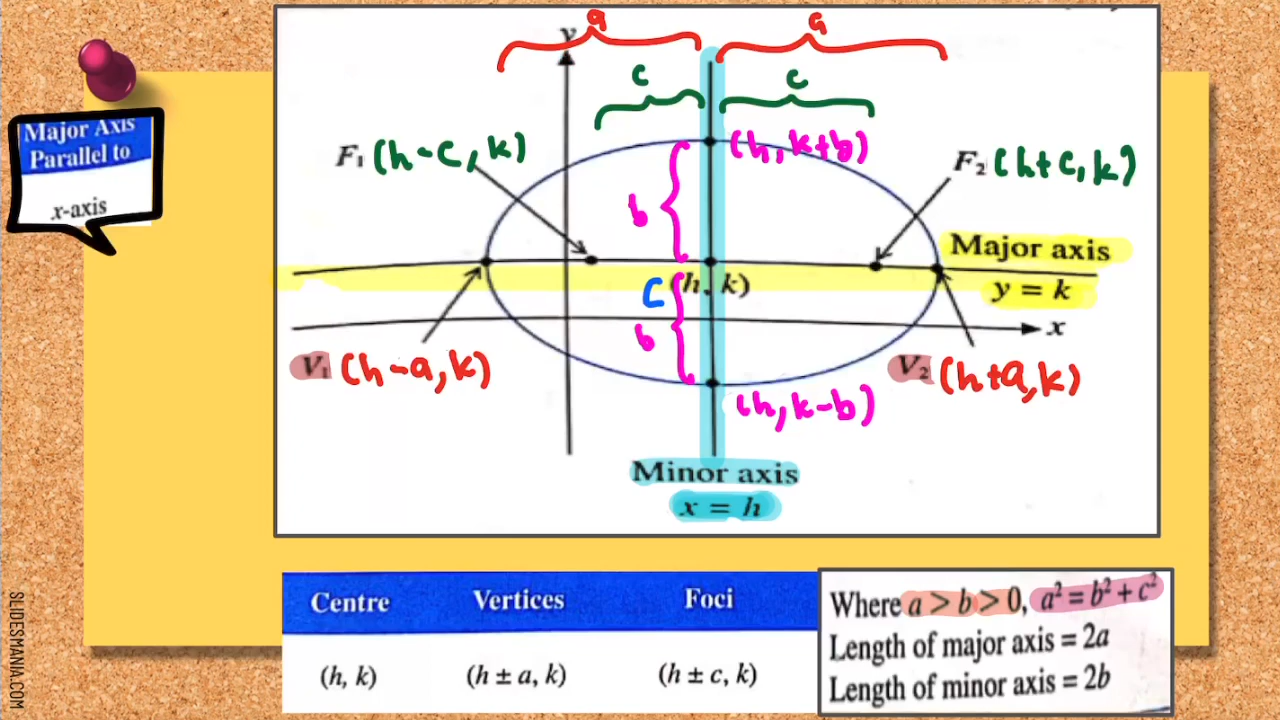 Major Axis
Parallel to
x-axis
a
a
y
c
c
F₁ (h-c, k)
(h, k+b)
F₂ (h+c, k)
b
Major axis
C (h, k)
y = k
b
x
V₁ (h-a, k)
V₂ (h+a, k)
(h, k-b)
Minor axis
x = h
Centre Vertices Foci
(h, k) (h ± a, k) (h ± c, k)
Where a > b > 0, a² = b² + c²
Length of major axis = 2a
Length of minor axis = 2b
SLIDESMANIA.COM